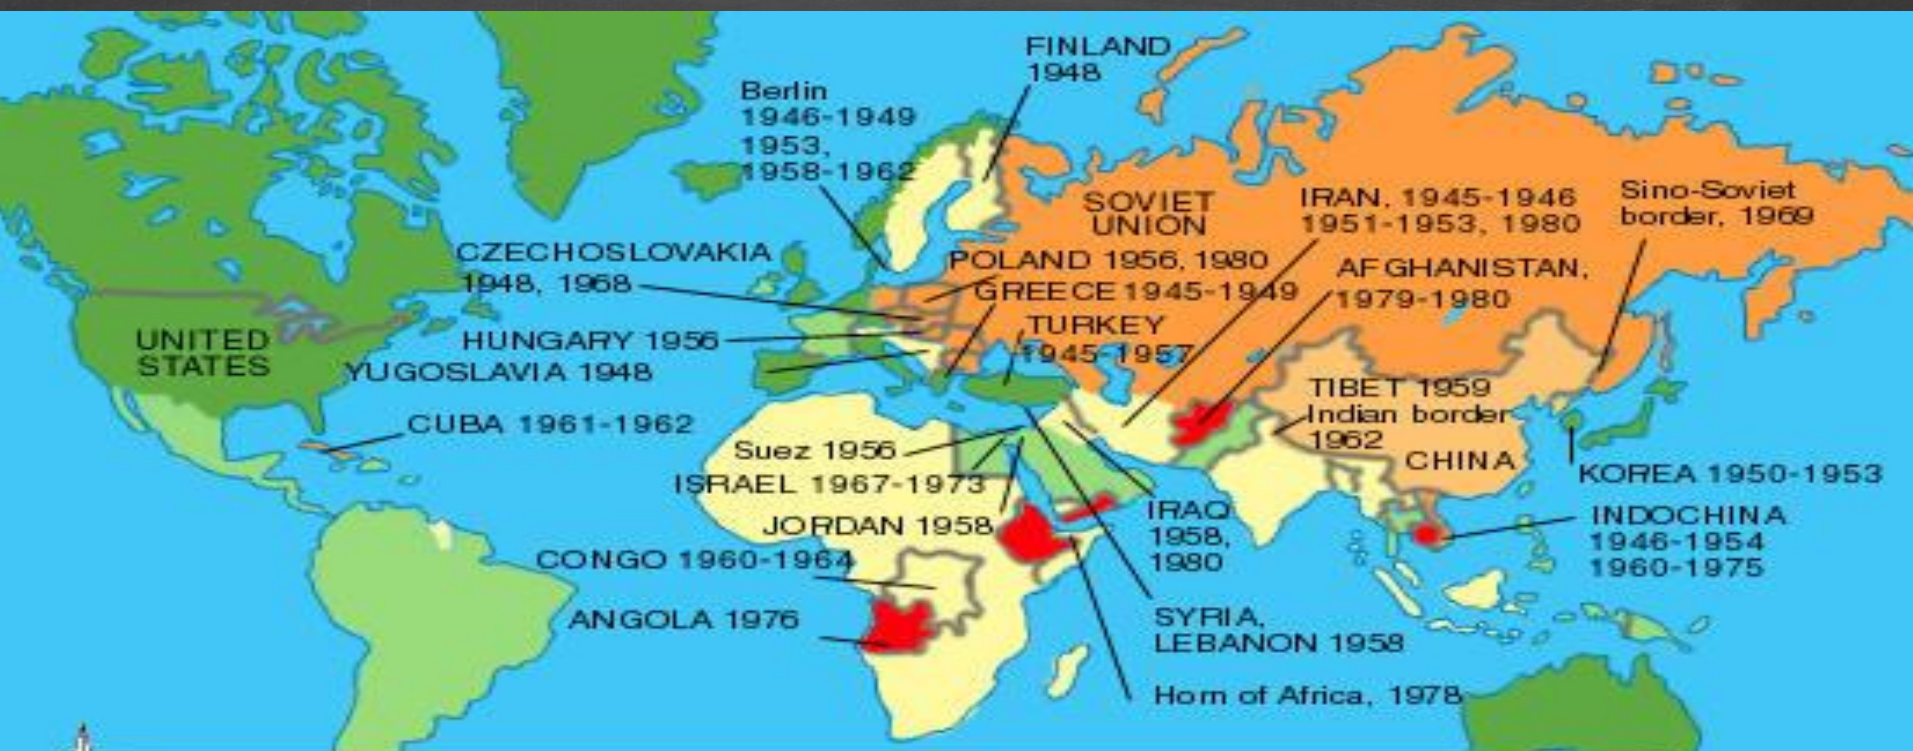 FINLAND
1948
Berlin
1946-1949
1953,
1958-1962
SOVIET
UNION
IRAN, 1945-1946
1951-1953, 1980
Sino-Soviet
border, 1969
CZECHOSLOVAKIA
1948, 1968
POLAND 1956, 1980
GREECE 1945-1949
AFGHANISTAN,
1979-1980
UNITED
STATES
HUNGARY 1956
TURKEY
1945-1957
YUGOSLAVIA 1948
TIBET 1959
Indian border
1962
CUBA 1961-1962
Suez 1956
CHINA
ISRAEL 1967-1973
KOREA 1950-1953
JORDAN 1958
IRAQ
1958,
1980
INDOCHINA
1946-1954
1960-1975
CONGO 1960-1964
ANGOLA 1976
SYRIA,
LEBANON 1958
Horn of Africa, 1978